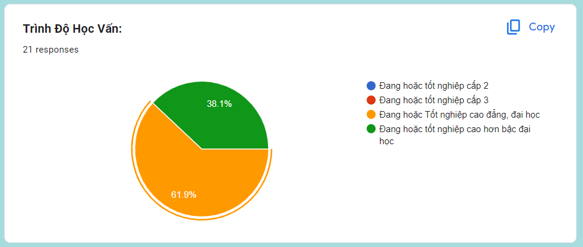 Trình Độ Học Vấn:
Copy
21 responses
38.1%
61.9%
Đang hoặc tốt nghiệp cấp 2
Đang hoặc tốt nghiệp cấp 3
Đang hoặc Tốt nghiệp cao đẳng, đại học
Đang hoặc tốt nghiệp cao hơn bậc đại
học